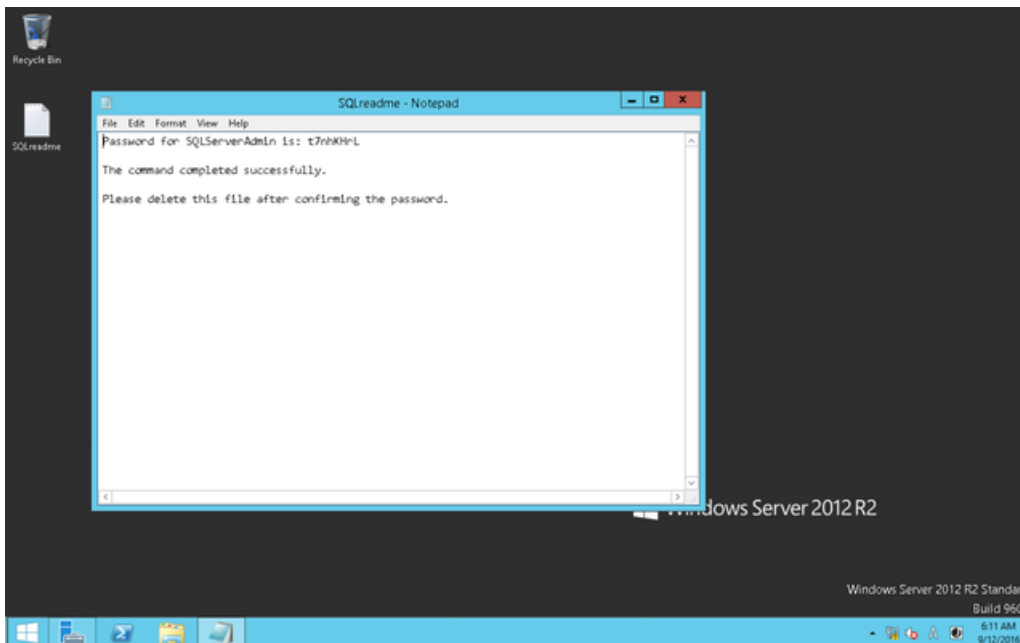 Recycle Bin
SQLreadme
SQLreadme - Notepad
File Edit Format View Help
Password for SQLServerAdmin is: t7nhKHrL
The command completed successfully.
Please delete this file after confirming the password.
Windows Server 2012 R2
Windows Server 2012 R2 Standar
Build 960
6:11 AM
9/12/2016